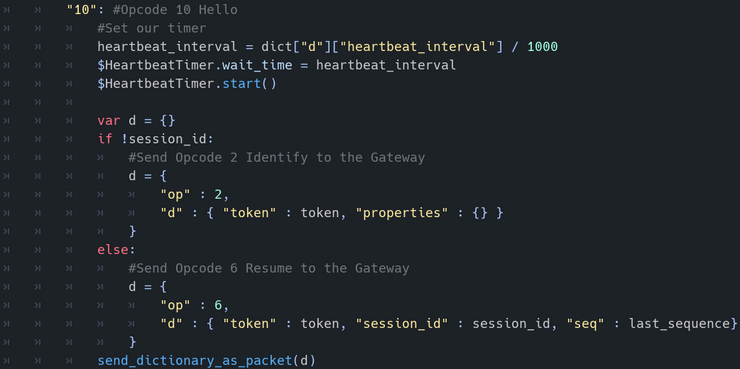 "10": #Opcode 10 Hello
#Set our timer
heartbeat_interval = dict["d"]["heartbeat_interval"] / 1000
$HeartbeatTimer.wait_time = heartbeat_interval
$HeartbeatTimer.start()
var d = {}
if !session_id:
#Send Opcode 2 Identify to the Gateway
d = {
"op" : 2,
"d" : { "token" : token, "properties" : {} }
}
else:
#Send Opcode 6 Resume to the Gateway
d = {
"op" : 6,
"d" : { "token" : token, "session_id" : session_id, "seq" : last_sequence}
}
send_dictionary_as_packet(d)